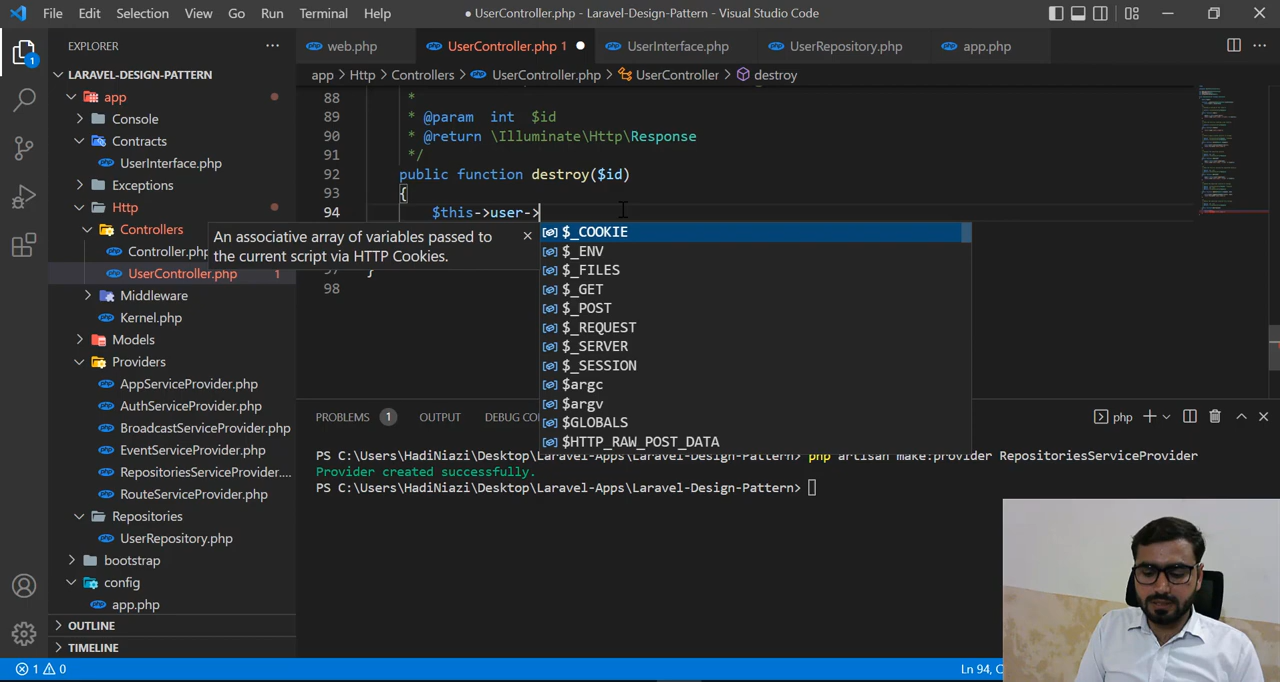 File Edit Selection View Go Run Terminal Help
● UserController.php - Laravel-Design-Pattern - Visual Studio Code
EXPLORER
web.php
UserController.php 1
UserInterface.php
UserRepository.php
app.php
app > Http > Controllers > UserController.php > UserController > destroy
LARAVEL-DESIGN-PATTERN
app
Console
Contracts
UserInterface.php
Exceptions
Http
Controllers
Controller.php
UserController.php 1
Middleware
Kernel.php
Models
Providers
AppServiceProvider.php
AuthServiceProvider.php
BroadcastServiceProvider.php
EventServiceProvider.php
RepositoriesServiceProvider....
RouteServiceProvider.php
Repositories
UserRepository.php
bootstrap
config
app.php
OUTLINE
TIMELINE
88 *
89 * @param int $id
90 * @return \Illuminate\Http\Response
91 */
92 public function destroy($id)
93 {
94 $this->user->
97 }
98
An associative array of variables passed to
the current script via HTTP Cookies.
$_COOKIE
$_ENV
$_FILES
$_GET
$_POST
$_REQUEST
$_SERVER
$_SESSION
$argc
$argv
$GLOBALS
$HTTP_RAW_POST_DATA
PROBLEMS 1 OUTPUT DEBUG CO
php
PS C:\Users\HadiNiazi\Desktop\Laravel-Apps\Laravel-Design-Pattern> php artisan make:provider RepositoriesServiceProvider
Provider created successfully.
PS C:\Users\HadiNiazi\Desktop\Laravel-Apps\Laravel-Design-Pattern>
1 0
Ln 94, C